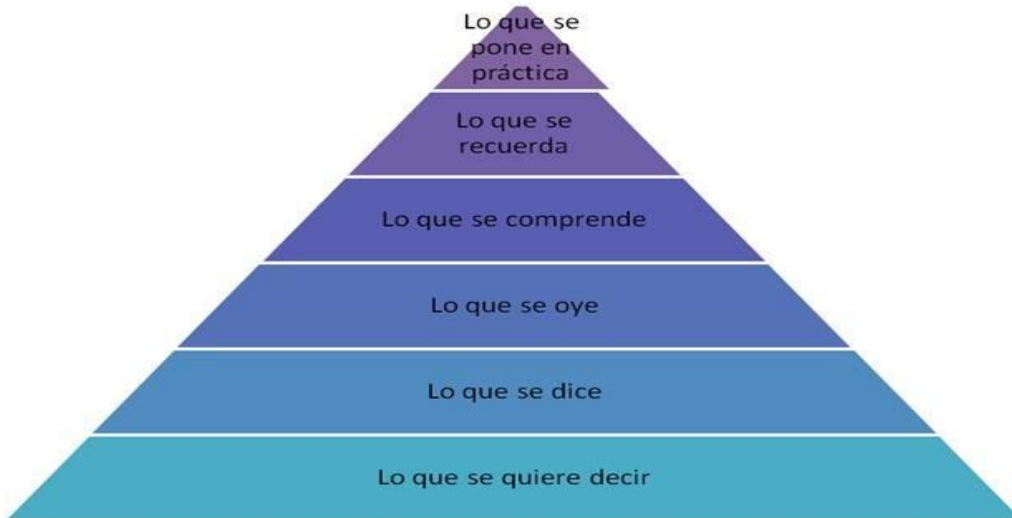 Lo que se
pone en
práctica
Lo que se
recuerda
Lo que se comprende
Lo que se oye
Lo que se dice
Lo que se quiere decir